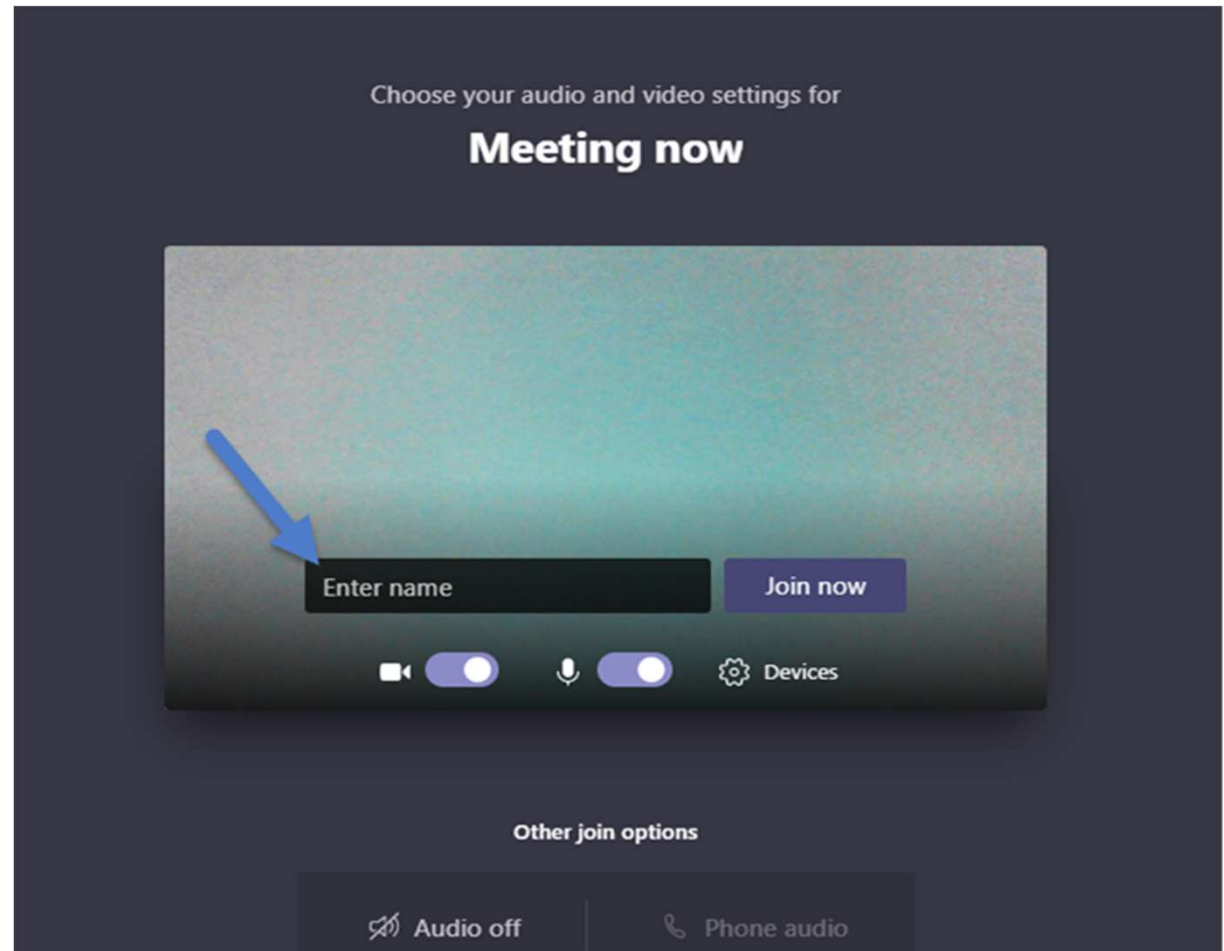 Choose your audio and video settings for
Meeting now
Enter name
Join now
Devices
Other join options
Audio off
Phone audio